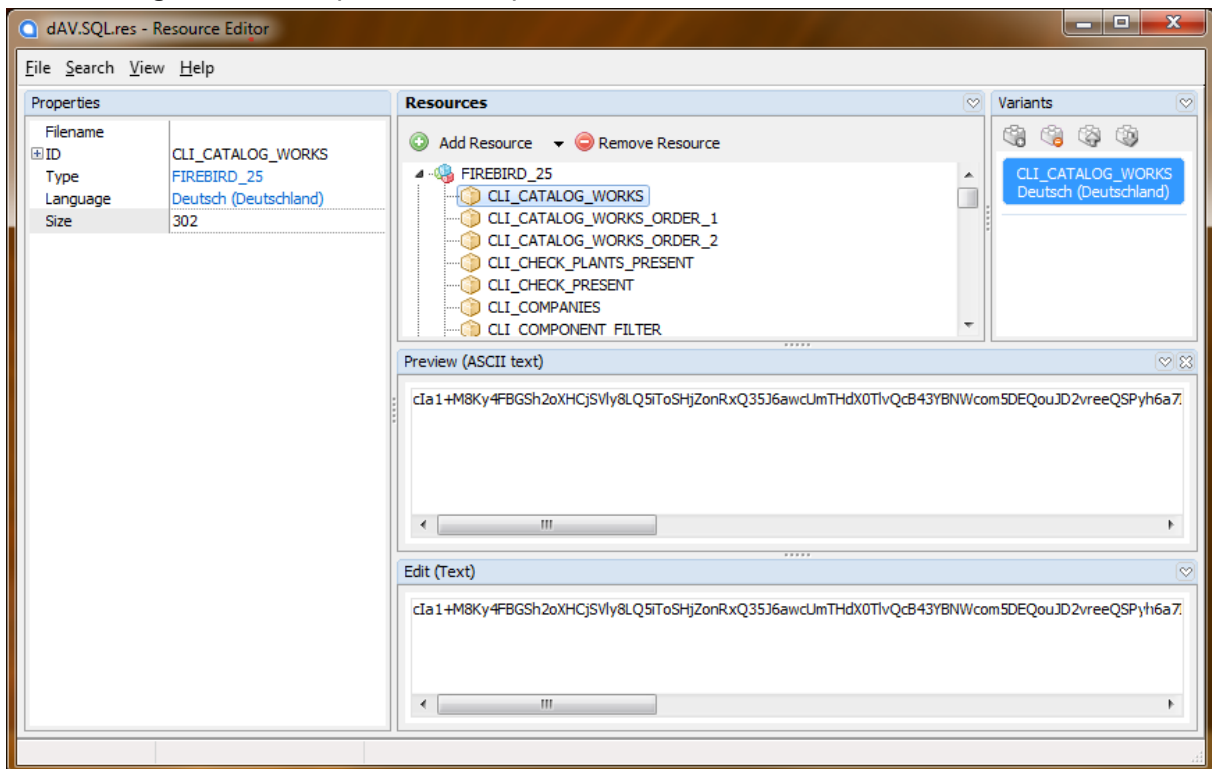 dAV.SQL.res - Resource Editor
File Search View Help
Properties
Filename
ID CLI_CATALOG_WORKS
Type FIREBIRD_25
Language Deutsch (Deutschland)
Size 302
Resources
Add Resource Remove Resource
FIREBIRD_25
CLI_CATALOG_WORKS
CLI_CATALOG_WORKS_ORDER_1
CLI_CATALOG_WORKS_ORDER_2
CLI_CHECK_PLANTS_PRESENT
CLI_CHECK_PRESENT
CLI_COMPANIES
CLI_COMPONENT_FILTER
Variants
CLI_CATALOG_WORKS
Deutsch (Deutschland)
Preview (ASCII text)
cIa1+M8Ky4FBGSh2oXHCjSVly8LQ5iToSHjZonRxQ35J6awcUmTHdX0TlvQcB43YBNWcom5DEQouJD2vreeQSPyh6a7
Edit (Text)
cIa1+M8Ky4FBGSh2oXHCjSVly8LQ5iToSHjZonRxQ35J6awcUmTHdX0TlvQcB43YBNWcom5DEQouJD2vreeQSPyh6a7